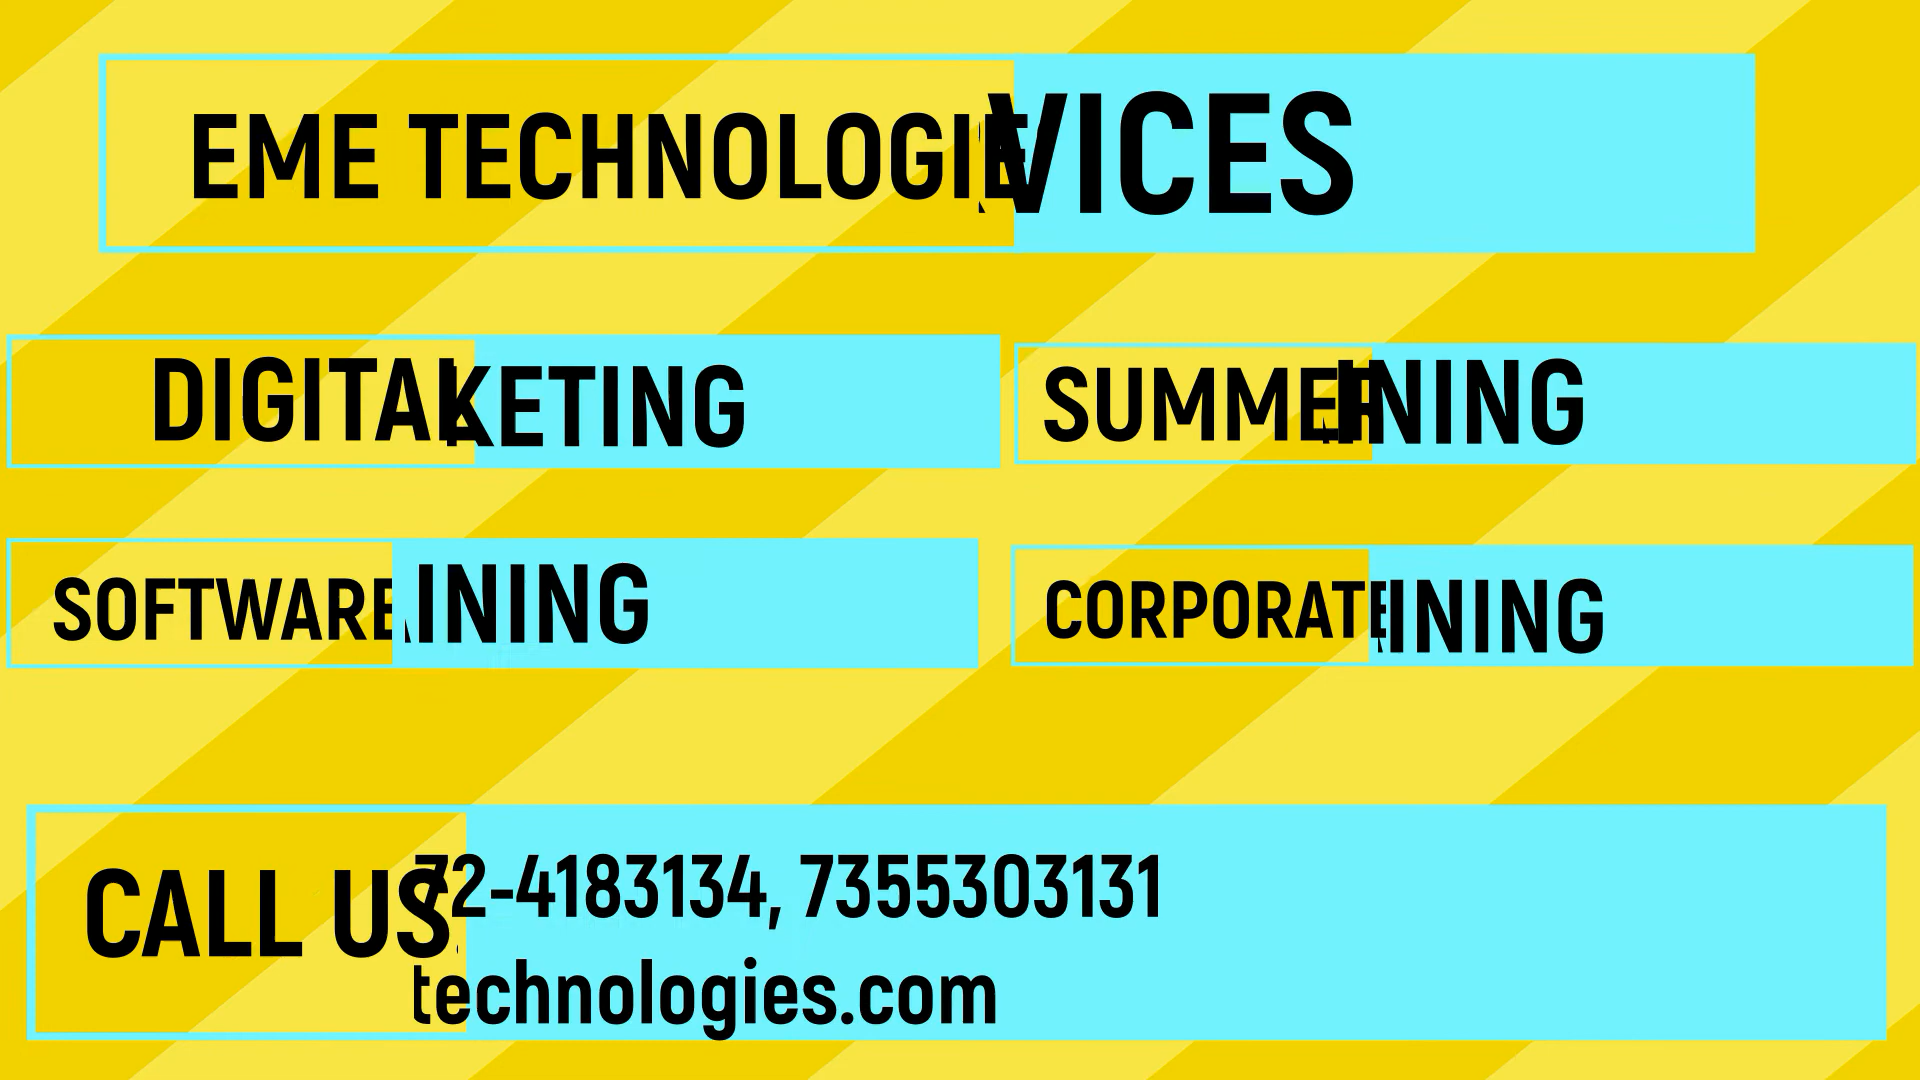 EME TECHNOLOGIE VICES
DIGITAL KETING
SUMMER INING
SOFTWARE INING
CORPORATE INING
CALL US 72-4183134, 7355303131
technologies.com